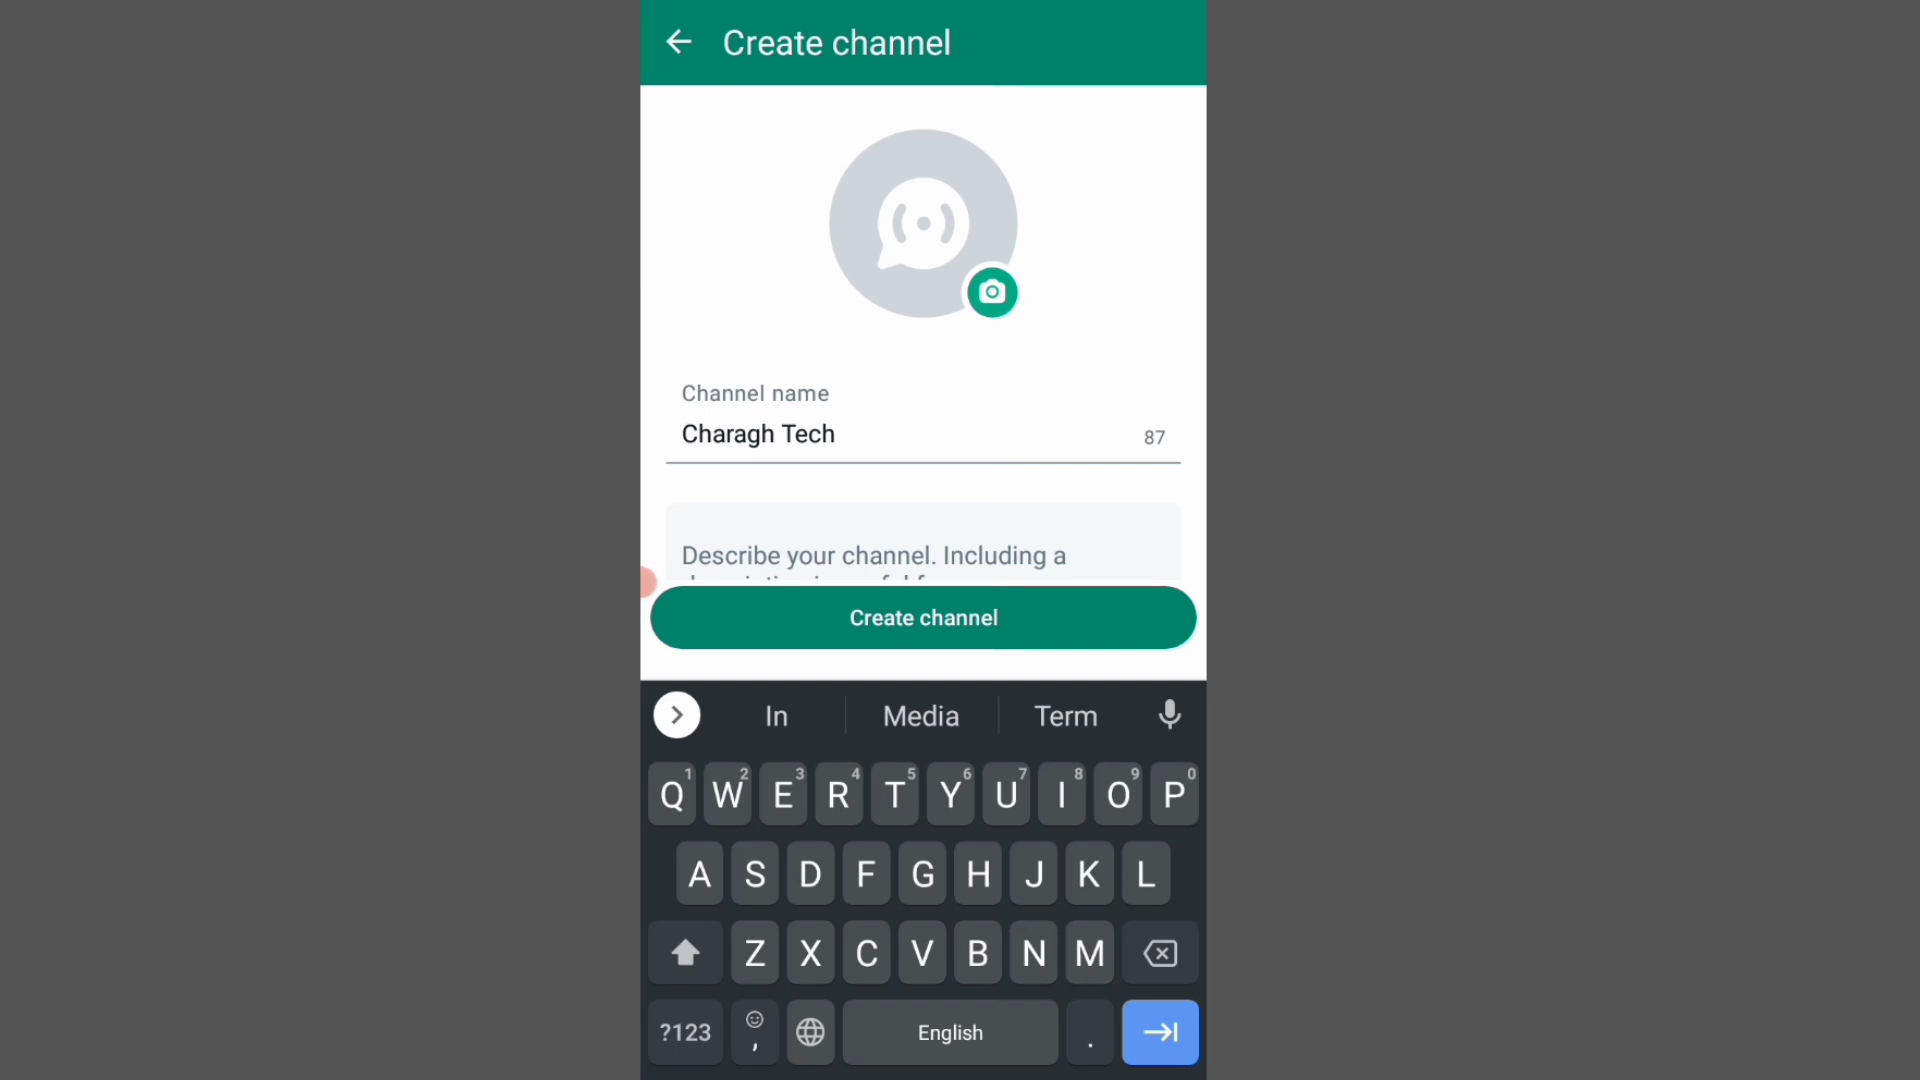 Create channel
Channel name
Charagh Tech
87
Describe your channel. Including a
Create channel
In Media Term
1 2 3 4 5 6 7 8 9 0
Q W E R T Y U I O P
A S D F G H J K L
Z X C V B N M
?123 , English .